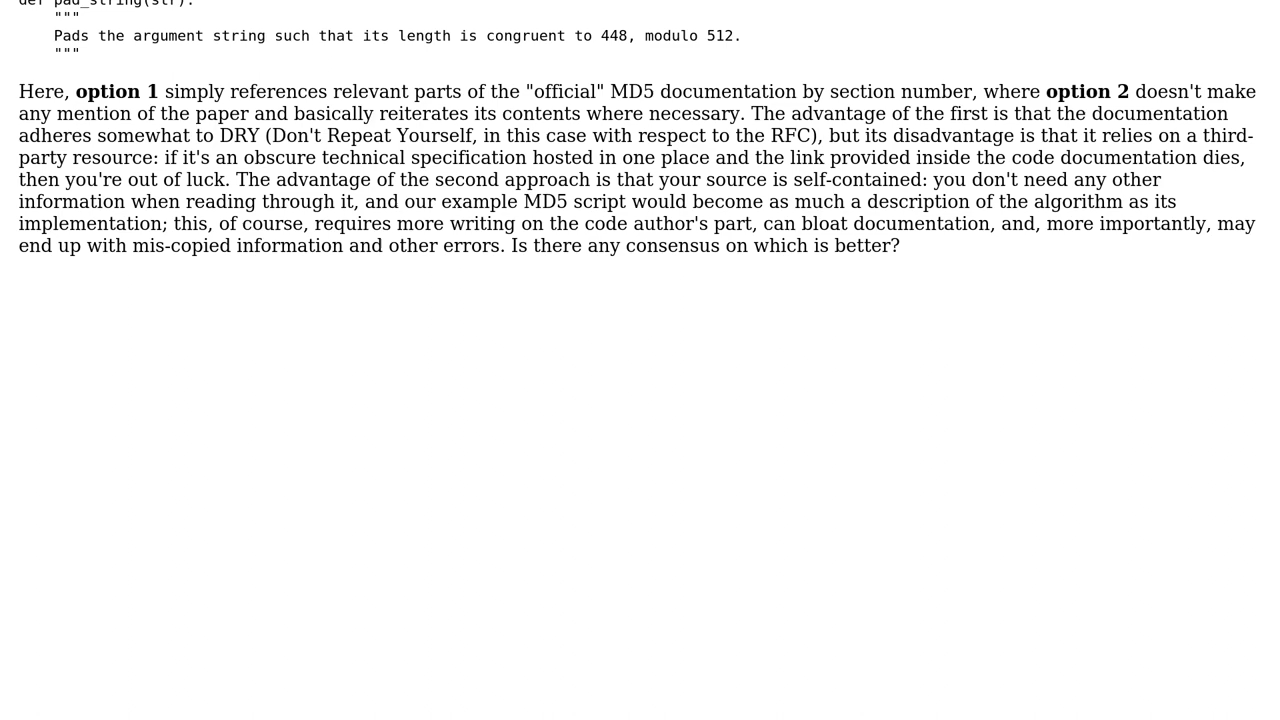 def pad_string(str):
"""
Pads the argument string such that its length is congruent to 448, modulo 512.
"""
Here, option 1 simply references relevant parts of the "official" MD5 documentation by section number, where option 2 doesn't make
any mention of the paper and basically reiterates its contents where necessary. The advantage of the first is that the documentation
adheres somewhat to DRY (Don't Repeat Yourself, in this case with respect to the RFC), but its disadvantage is that it relies on a third-
party resource: if it's an obscure technical specification hosted in one place and the link provided inside the code documentation dies,
then you're out of luck. The advantage of the second approach is that your source is self-contained: you don't need any other
information when reading through it, and our example MD5 script would become as much a description of the algorithm as its
implementation; this, of course, requires more writing on the code author's part, can bloat documentation, and, more importantly, may
end up with mis-copied information and other errors. Is there any consensus on which is better?